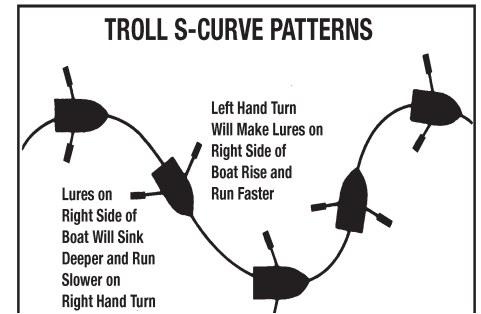 TROLL S-CURVE PATTERNS
Left Hand Turn
Will Make Lures on
Right Side of
Boat Rise and
Run Faster
Lures on
Right Side of
Boat Will Sink
Deeper and Run
Slower on
Right Hand Turn